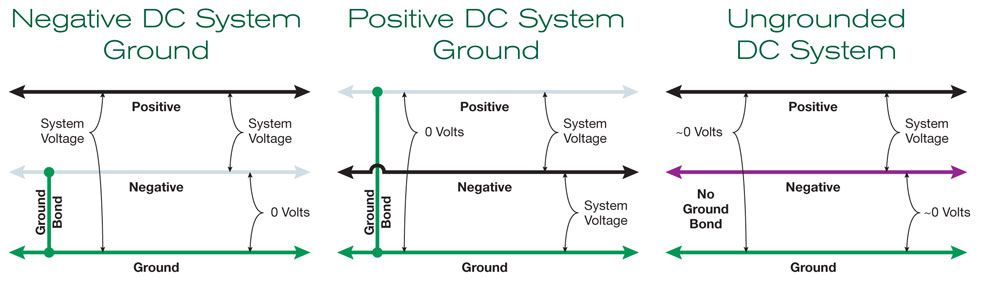 Negative DC System
Ground
Positive
System
Voltage
System
Voltage
Negative
Ground
Bond
0 Volts
Ground
Positive DC System
Ground
Positive
0 Volts
System
Voltage
Negative
Ground
Bond
System
Voltage
Ground
Ungrounded
DC System
Positive
~0 Volts
System
Voltage
Negative
No
Ground
Bond
~0 Volts
Ground